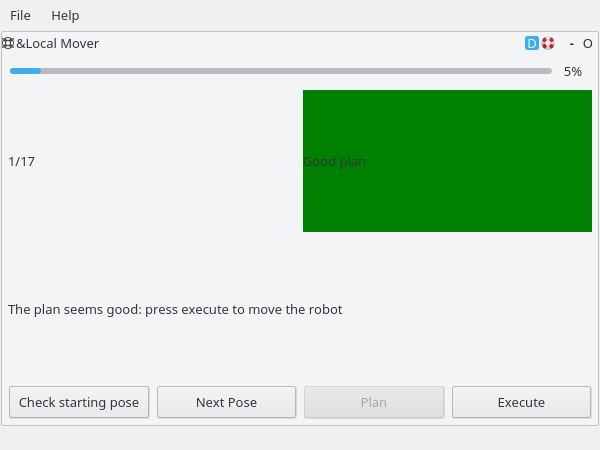 File Help
&Local Mover D - O
5%
1/17 Good plan
The plan seems good: press execute to move the robot
Check starting pose Next Pose Plan Execute